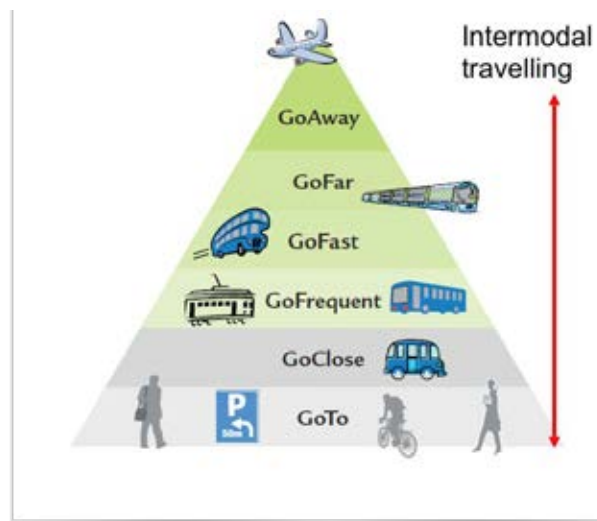 Intermodal
travelling
GoAway
GoFar
GoFast
GoFrequent
GoClose
P
50m
GoTo